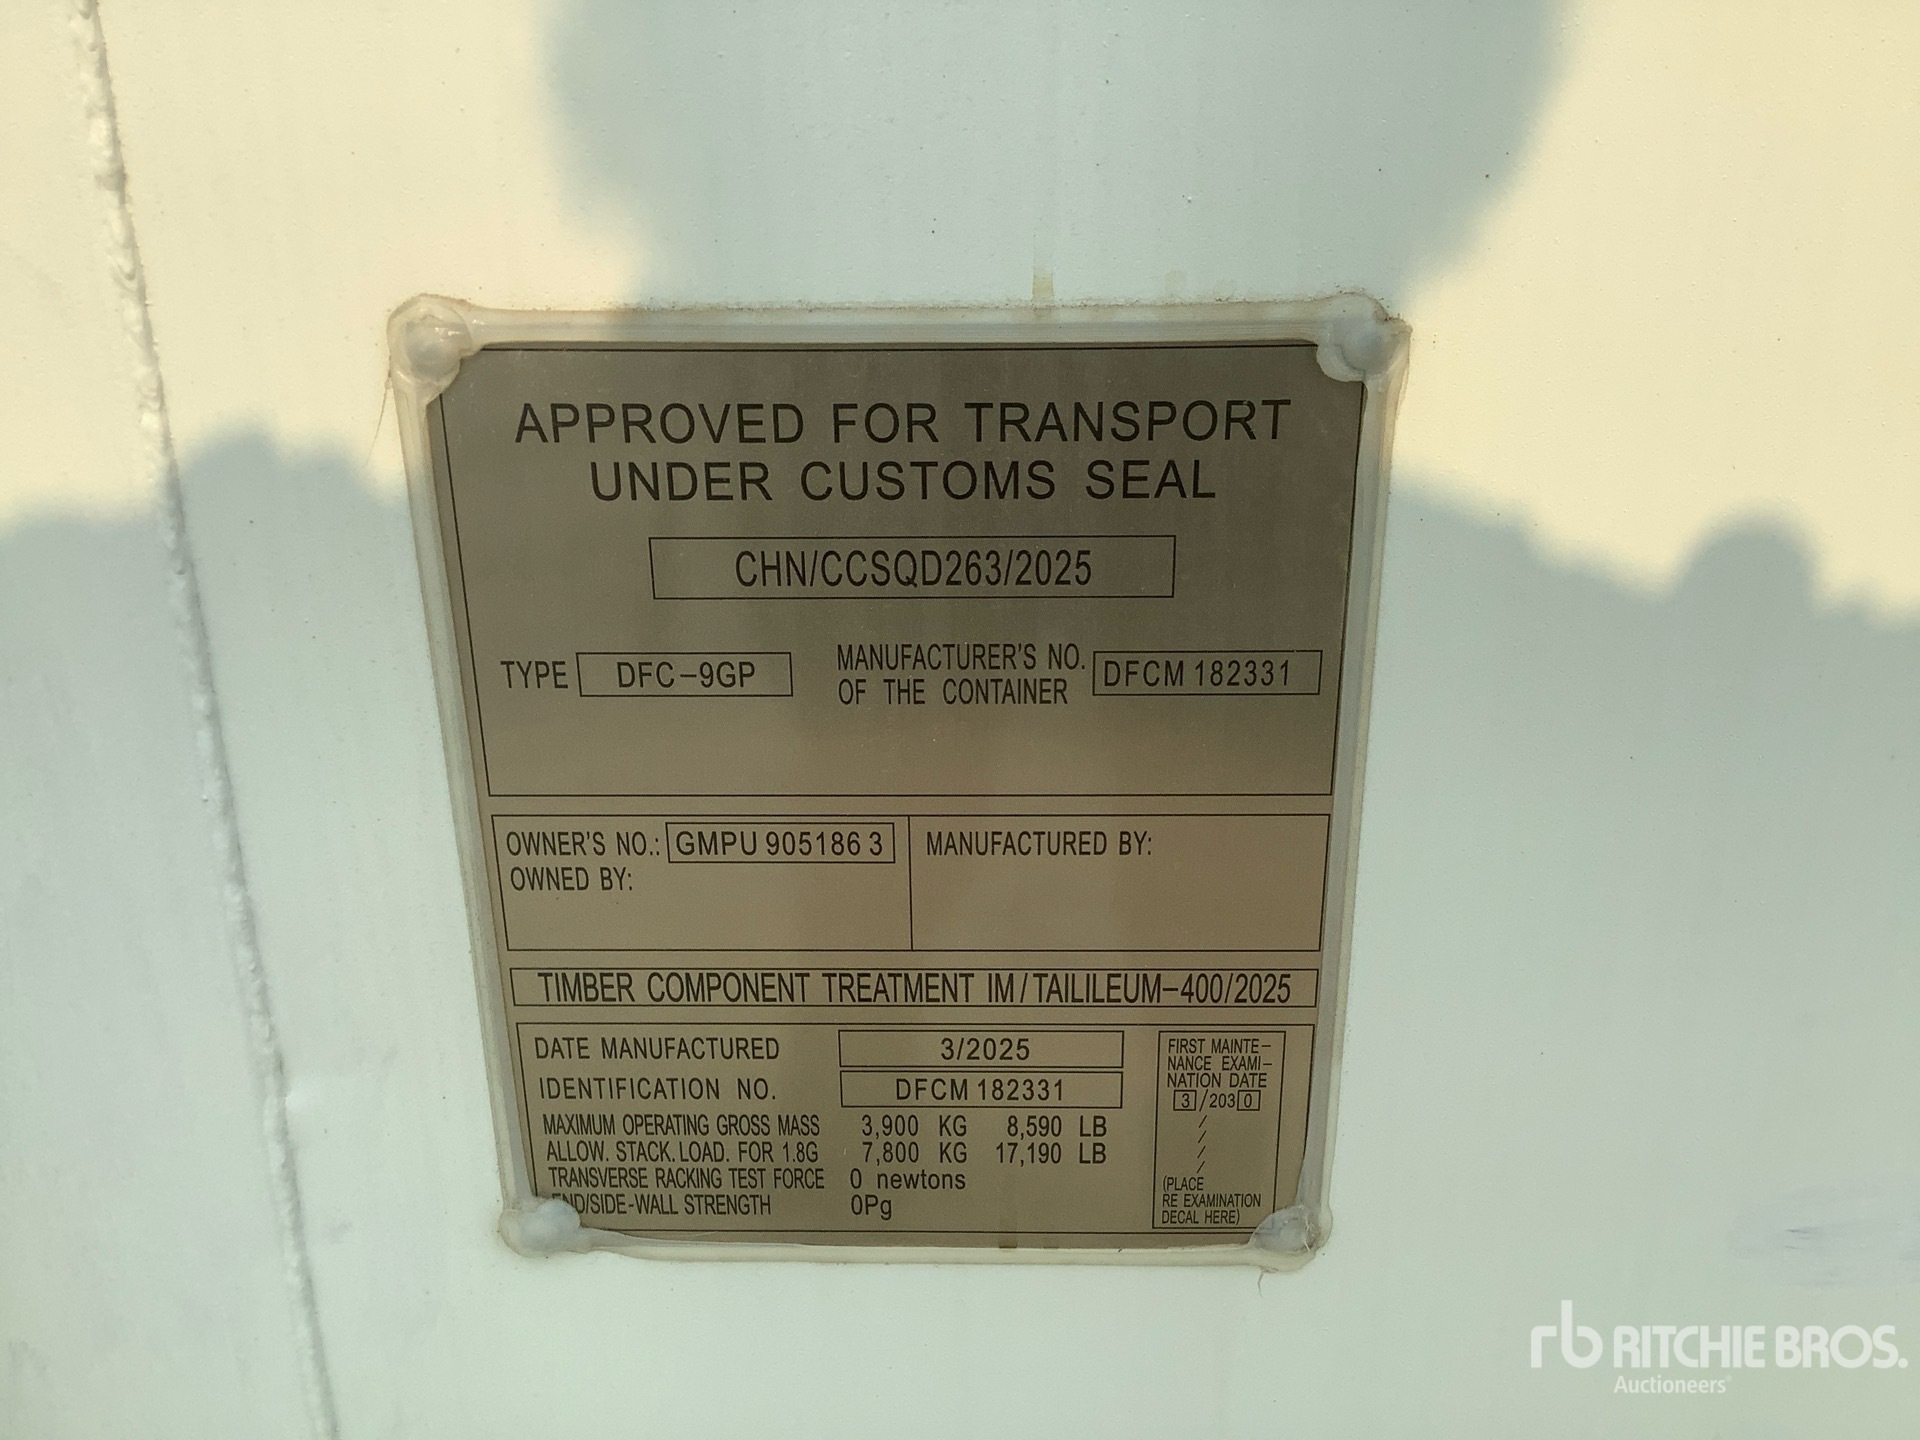 APPROVED FOR TRANSPORT
UNDER CUSTOMS SEAL
CHN/CCSQD263/2025
TYPE DFC-9GP
MANUFACTURER'S NO.
OF THE CONTAINER
DFCM 182331
OWNER'S NO.: GMPU 905186 3
OWNED BY:
MANUFACTURED BY:
TIMBER COMPONENT TREATMENT IM/TAILILEUM-400/2025
DATE MANUFACTURED 3/2025
IDENTIFICATION NO. DFCM 182331
MAXIMUM OPERATING GROSS MASS 3,900 KG 8,590 LB
ALLOW. STACK. LOAD. FOR 1.8G 7,800 KG 17,190 LB
TRANSVERSE RACKING TEST FORCE 0 newtons
END/SIDE-WALL STRENGTH 0Pg
FIRST MAINTE-
NANCE EXAMI-
NATION DATE
3/2030
/
/
/
/
(PLACE
RE EXAMINATION
DECAL HERE)
rb RITCHIE BROS.
Auctioneers